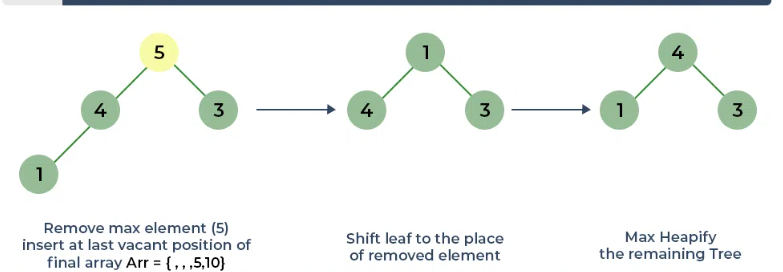 5
4
3
1
1
4
3
4
1
3
Remove max element (5)
insert at last vacant position of
final array Arr = { , , ,5,10}
Shift leaf to the place
of removed element
Max Heapify
the remaining Tree